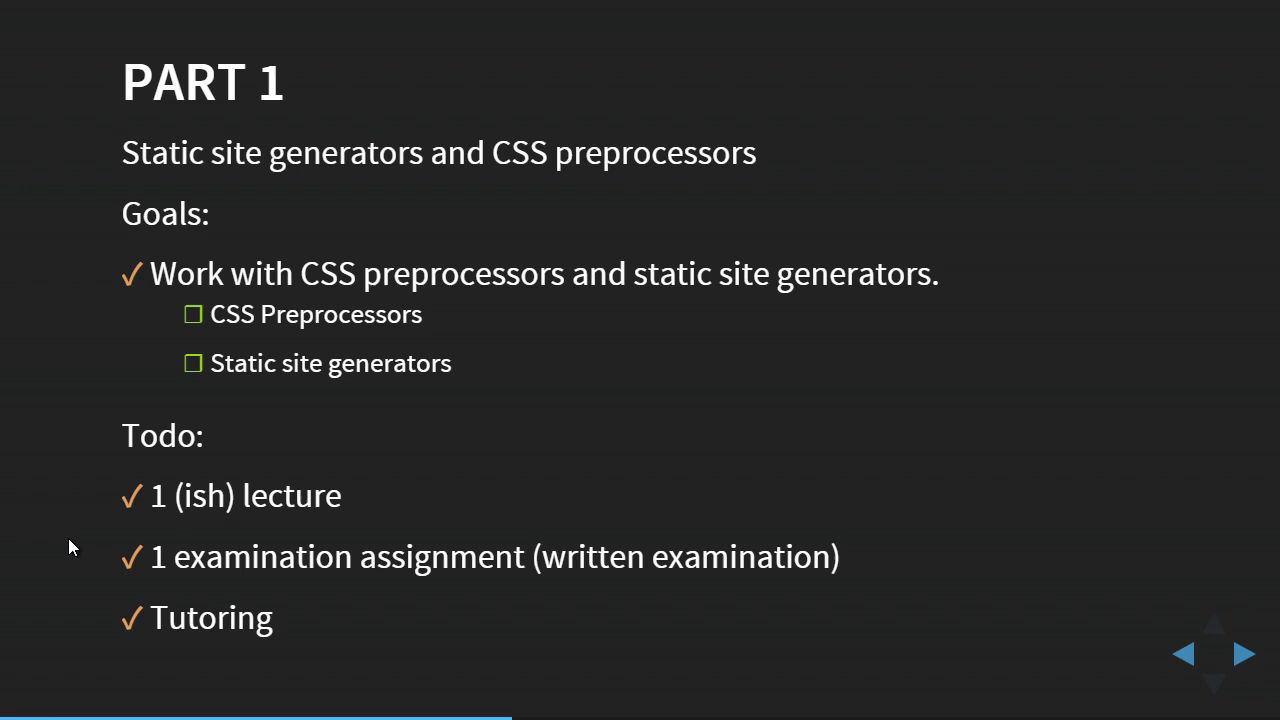 PART 1
Static site generators and CSS preprocessors
Goals:
✓ Work with CSS preprocessors and static site generators.
❐ CSS Preprocessors
❐ Static site generators
Todo:
✓ 1 (ish) lecture
✓ 1 examination assignment (written examination)
✓ Tutoring